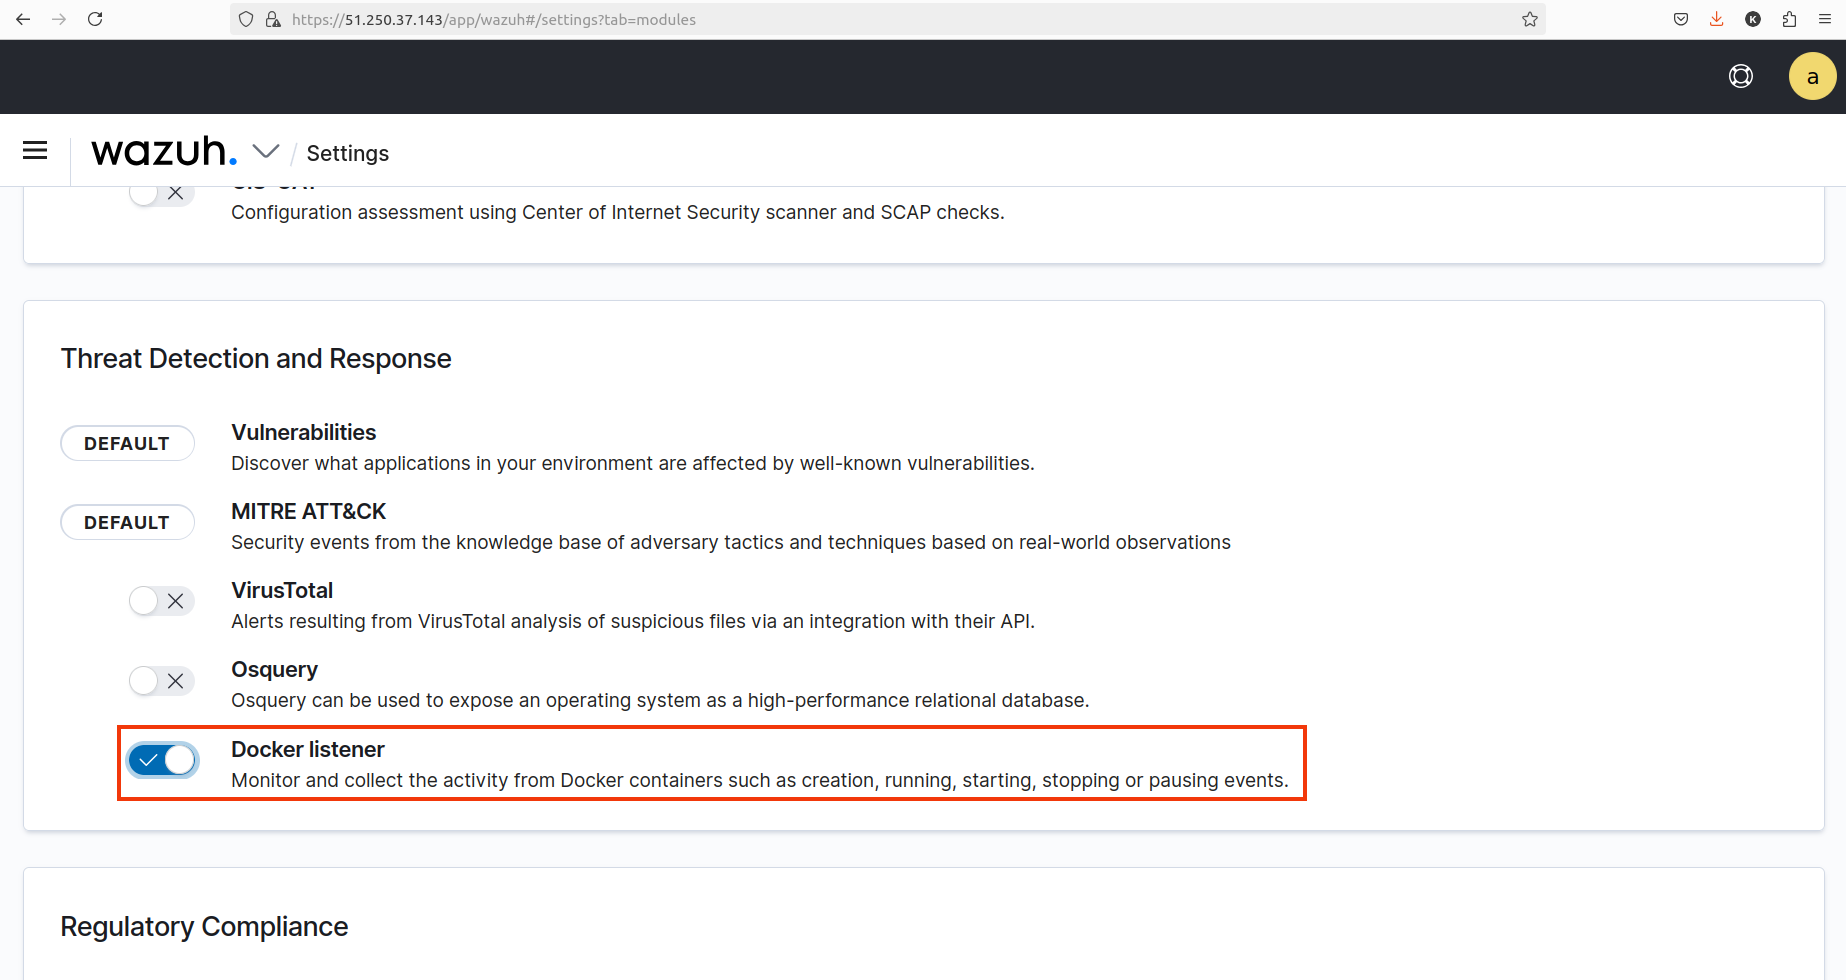 https://51.250.37.143/app/wazuh#/settings?tab=modules
K
a
wazuh. / Settings
Configuration assessment using Center of Internet Security scanner and SCAP checks.
Threat Detection and Response
DEFAULT
Vulnerabilities
Discover what applications in your environment are affected by well-known vulnerabilities.
DEFAULT
MITRE ATT&CK
Security events from the knowledge base of adversary tactics and techniques based on real-world observations
VirusTotal
Alerts resulting from VirusTotal analysis of suspicious files via an integration with their API.
Osquery
Osquery can be used to expose an operating system as a high-performance relational database.
Docker listener
Monitor and collect the activity from Docker containers such as creation, running, starting, stopping or pausing events.
Regulatory Compliance